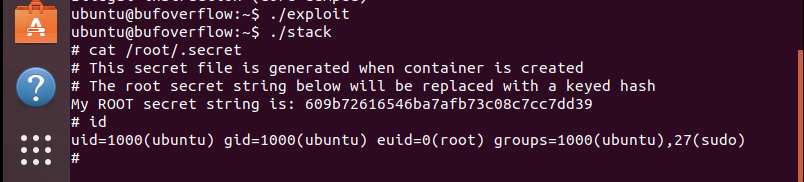 ubuntu@bufoverflow:~$ ./exploit
ubuntu@bufoverflow:~$ ./stack
# cat /root/.secret
# This secret file is generated when container is created
# The root secret string below will be replaced with a keyed hash
My ROOT secret string is: 609b72616546ba7afb73c08c7cc7dd39
# id
uid=1000(ubuntu) gid=1000(ubuntu) euid=0(root) groups=1000(ubuntu),27(sudo)
#